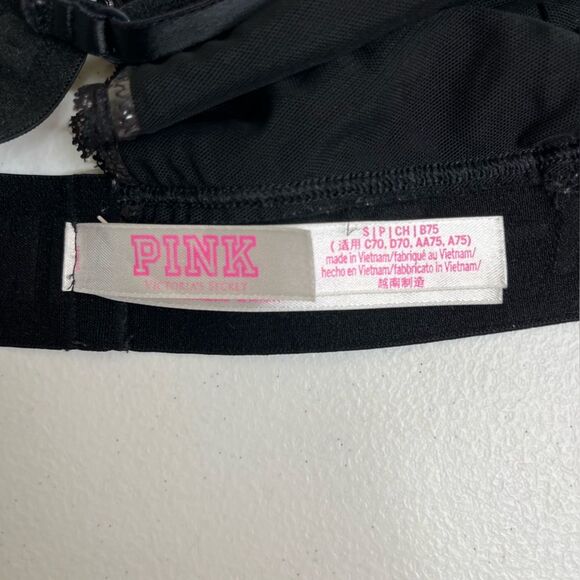 PINK
VICTORIA'S SECRET
S|P|CH|B75
(适用 C70, D70, AA75, A75)
made in Vietnam/fabriqué au Vietnam/
hecho en Vietnam/fabbricato in Vietnam/
越南制造